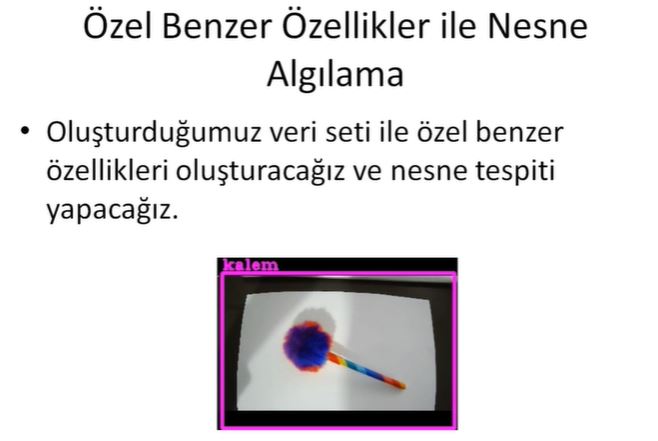 Özel Benzer Özellikler ile Nesne
Algılama
• Oluşturduğumuz veri seti ile özel benzer
özellikleri oluşturacağız ve nesne tespiti
yapacağız.
kalem